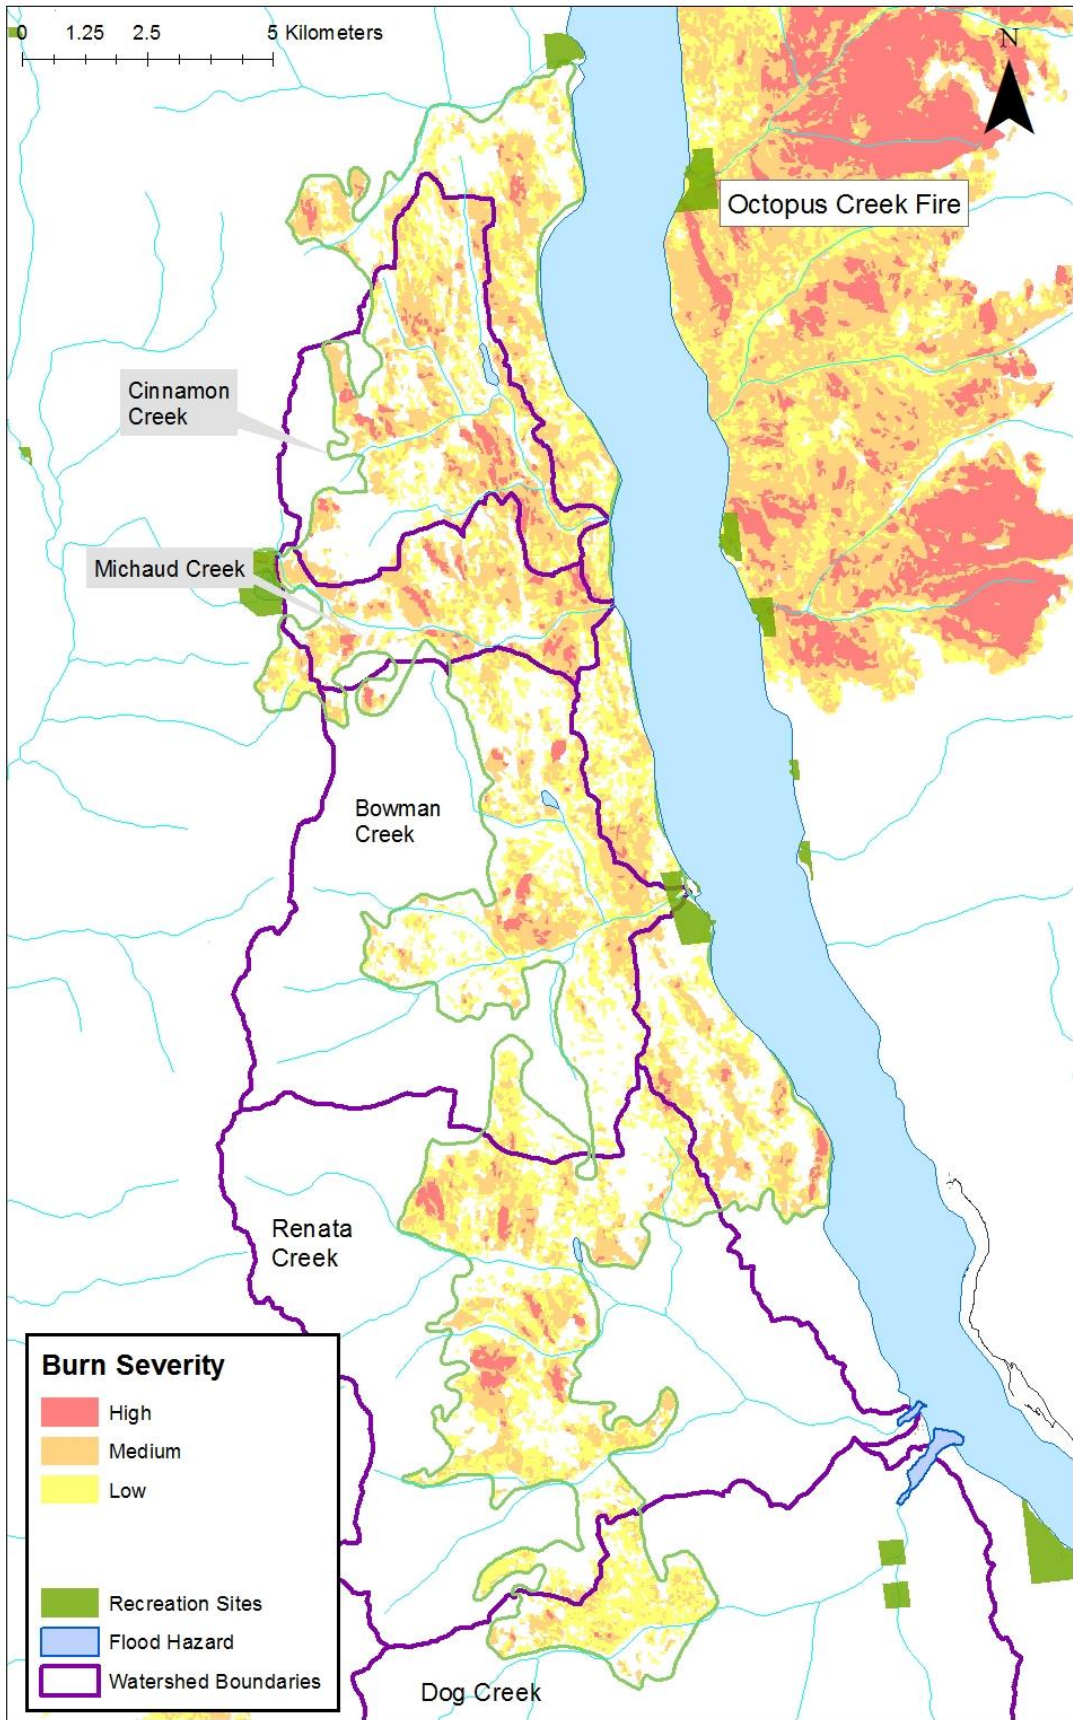 0 1.25 2.5 5 Kilometers
N
Octopus Creek Fire
Cinnamon
Creek
Michaud Creek
Bowman
Creek
Renata
Creek
Burn Severity
High
Medium
Low
Recreation Sites
Flood Hazard
Watershed Boundaries
Dog Creek